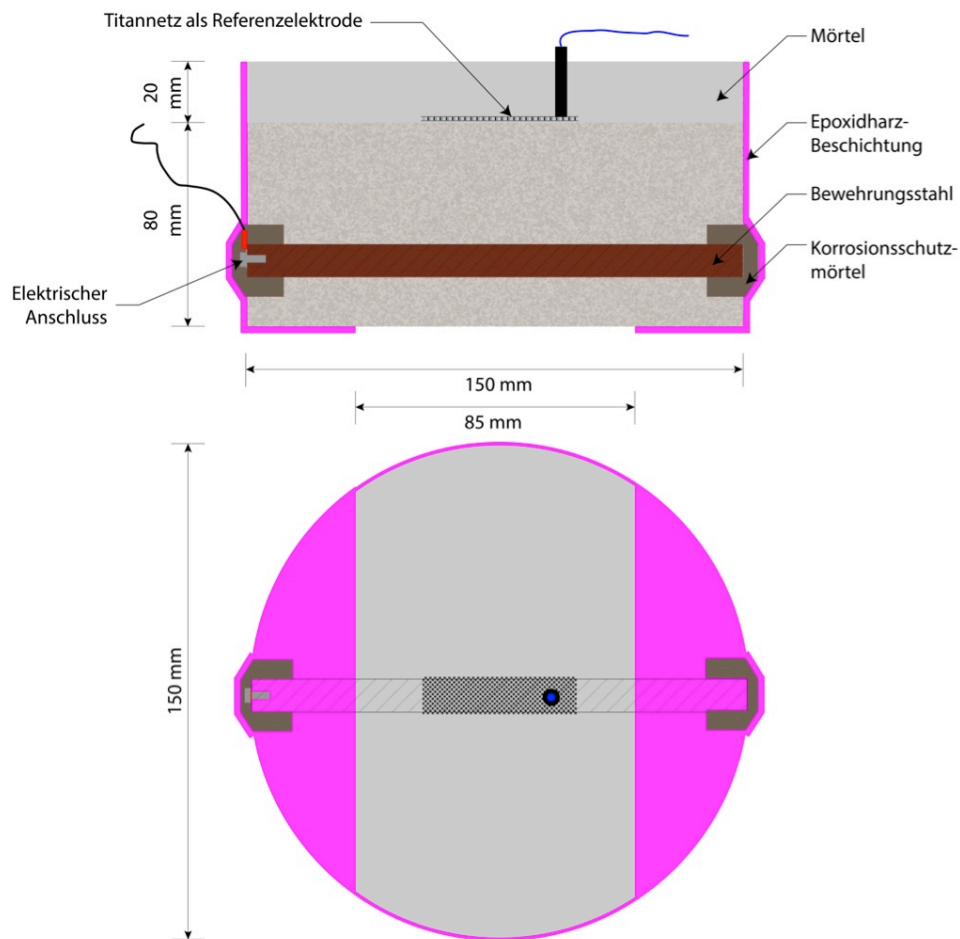 Titannetz als Referenzelektrode
Mörtel
20
mm
Epoxidharz-
Beschichtung
80
mm
Bewehrungsstahl
Korrosionsschutz-
mörtel
Elektrischer
Anschluss
150 mm
85 mm
150 mm